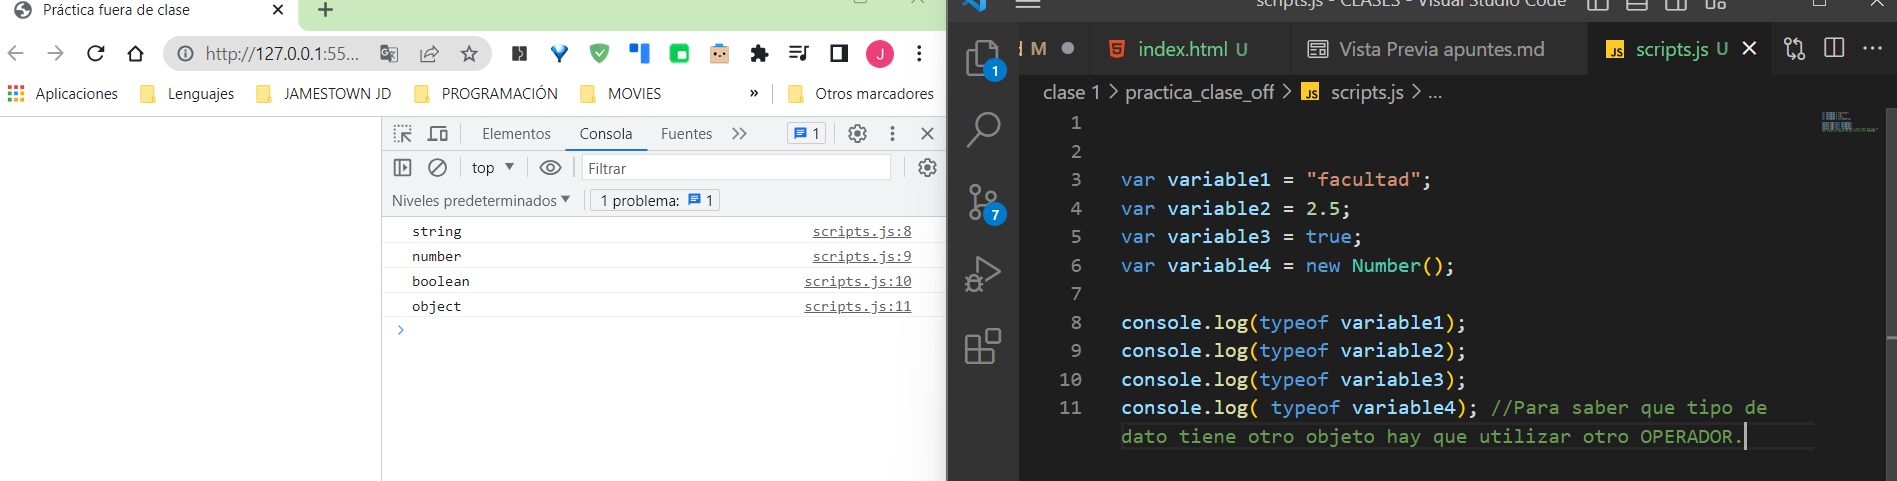 Práctica fuera de clase
http://127.0.0.1:55...
J
Aplicaciones
Lenguajes
JAMESTOWN JD
PROGRAMACIÓN
MOVIES
»
Otros marcadores
Elementos
Consola
Fuentes
1
top
Filtrar
Niveles predeterminados
1 problema: 1
string scripts.js:8
number scripts.js:9
boolean scripts.js:10
object scripts.js:11
scripts.js - CLASES - Visual Studio Code
M
index.html U
Vista Previa apuntes.md
JS scripts.js U
clase 1 > practica_clase_off > JS scripts.js > ...
1
7
1
2
3 var variable1 = "facultad";
4 var variable2 = 2.5;
5 var variable3 = true;
6 var variable4 = new Number();
7
8 console.log(typeof variable1);
9 console.log(typeof variable2);
10 console.log(typeof variable3);
11 console.log( typeof variable4); //Para saber que tipo de
dato tiene otro objeto hay que utilizar otro OPERADOR.